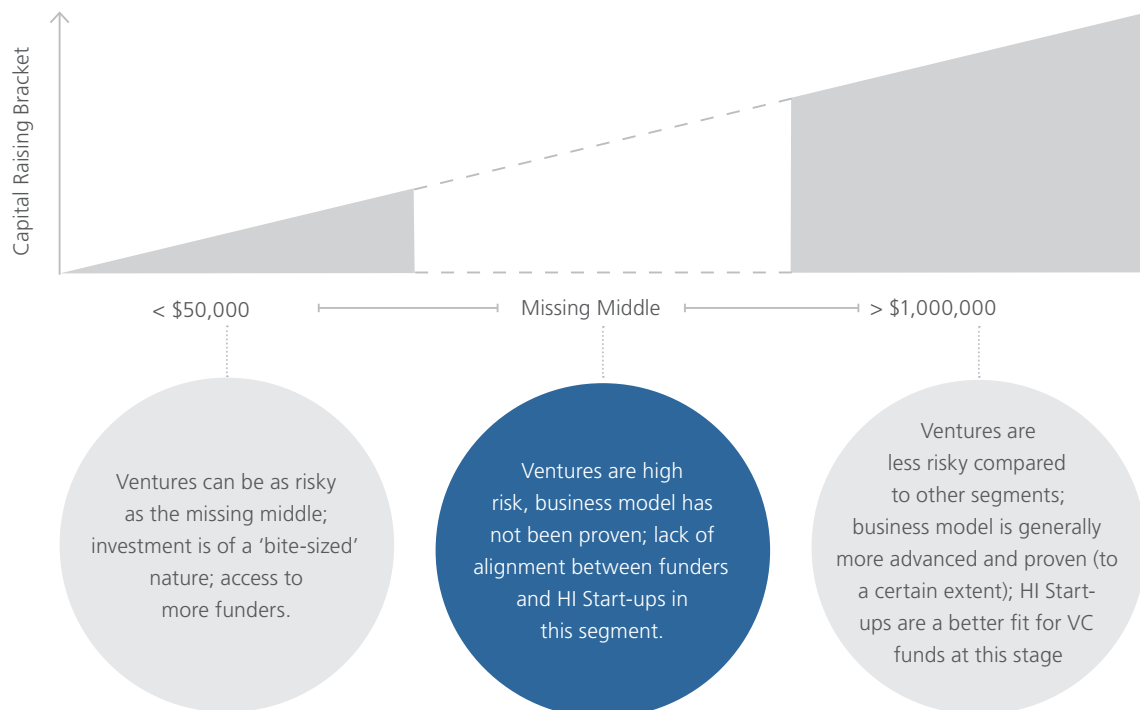 Capital Raising Bracket
< $50,000
Missing Middle
> $1,000,000
Ventures can be as risky
as the missing middle;
investment is of a ‘bite-sized’
nature; access to
more funders.
Ventures are high
risk, business model has
not been proven; lack of
alignment between funders
and HI Start-ups in
this segment.
Ventures are
less risky compared
to other segments;
business model is generally
more advanced and proven (to
a certain extent); HI Start-
ups are a better fit for VC
funds at this stage